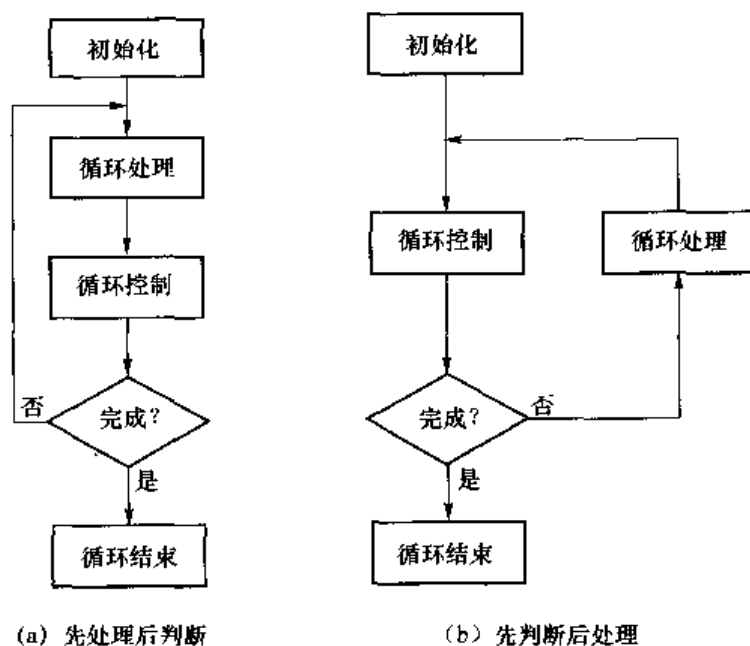 初始化
循环处理
循环控制
完成?
否
是
循环结束
(a) 先处理后判断
初始化
循环控制
循环处理
完成?
否
是
循环结束
(b) 先判断后处理